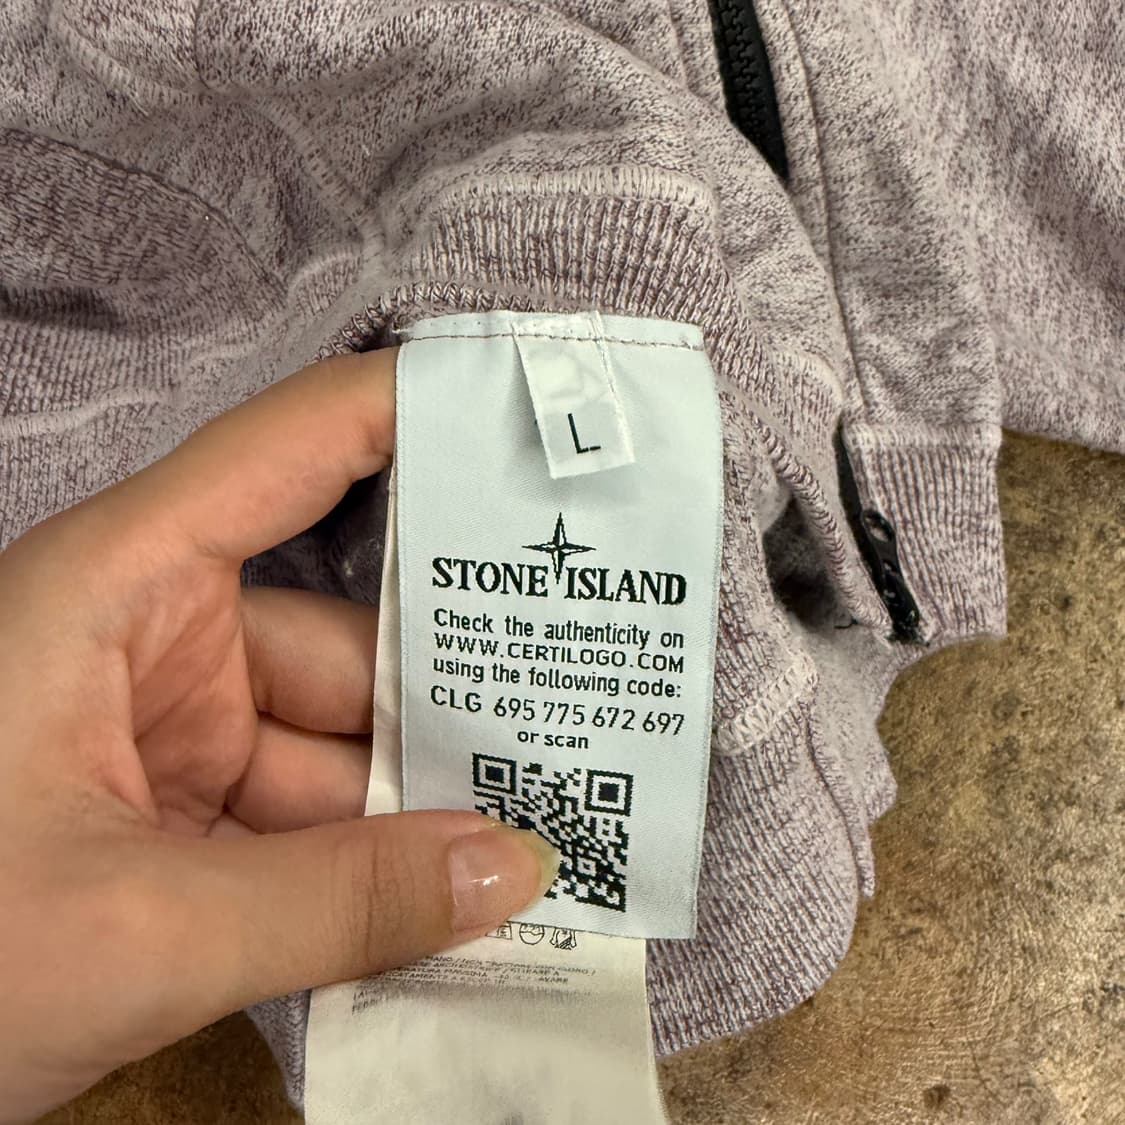 L
STONE ISLAND
Check the authenticity on
WWW.CERTILOGO.COM
using the following code:
CLG 695 775 672 697
or scan